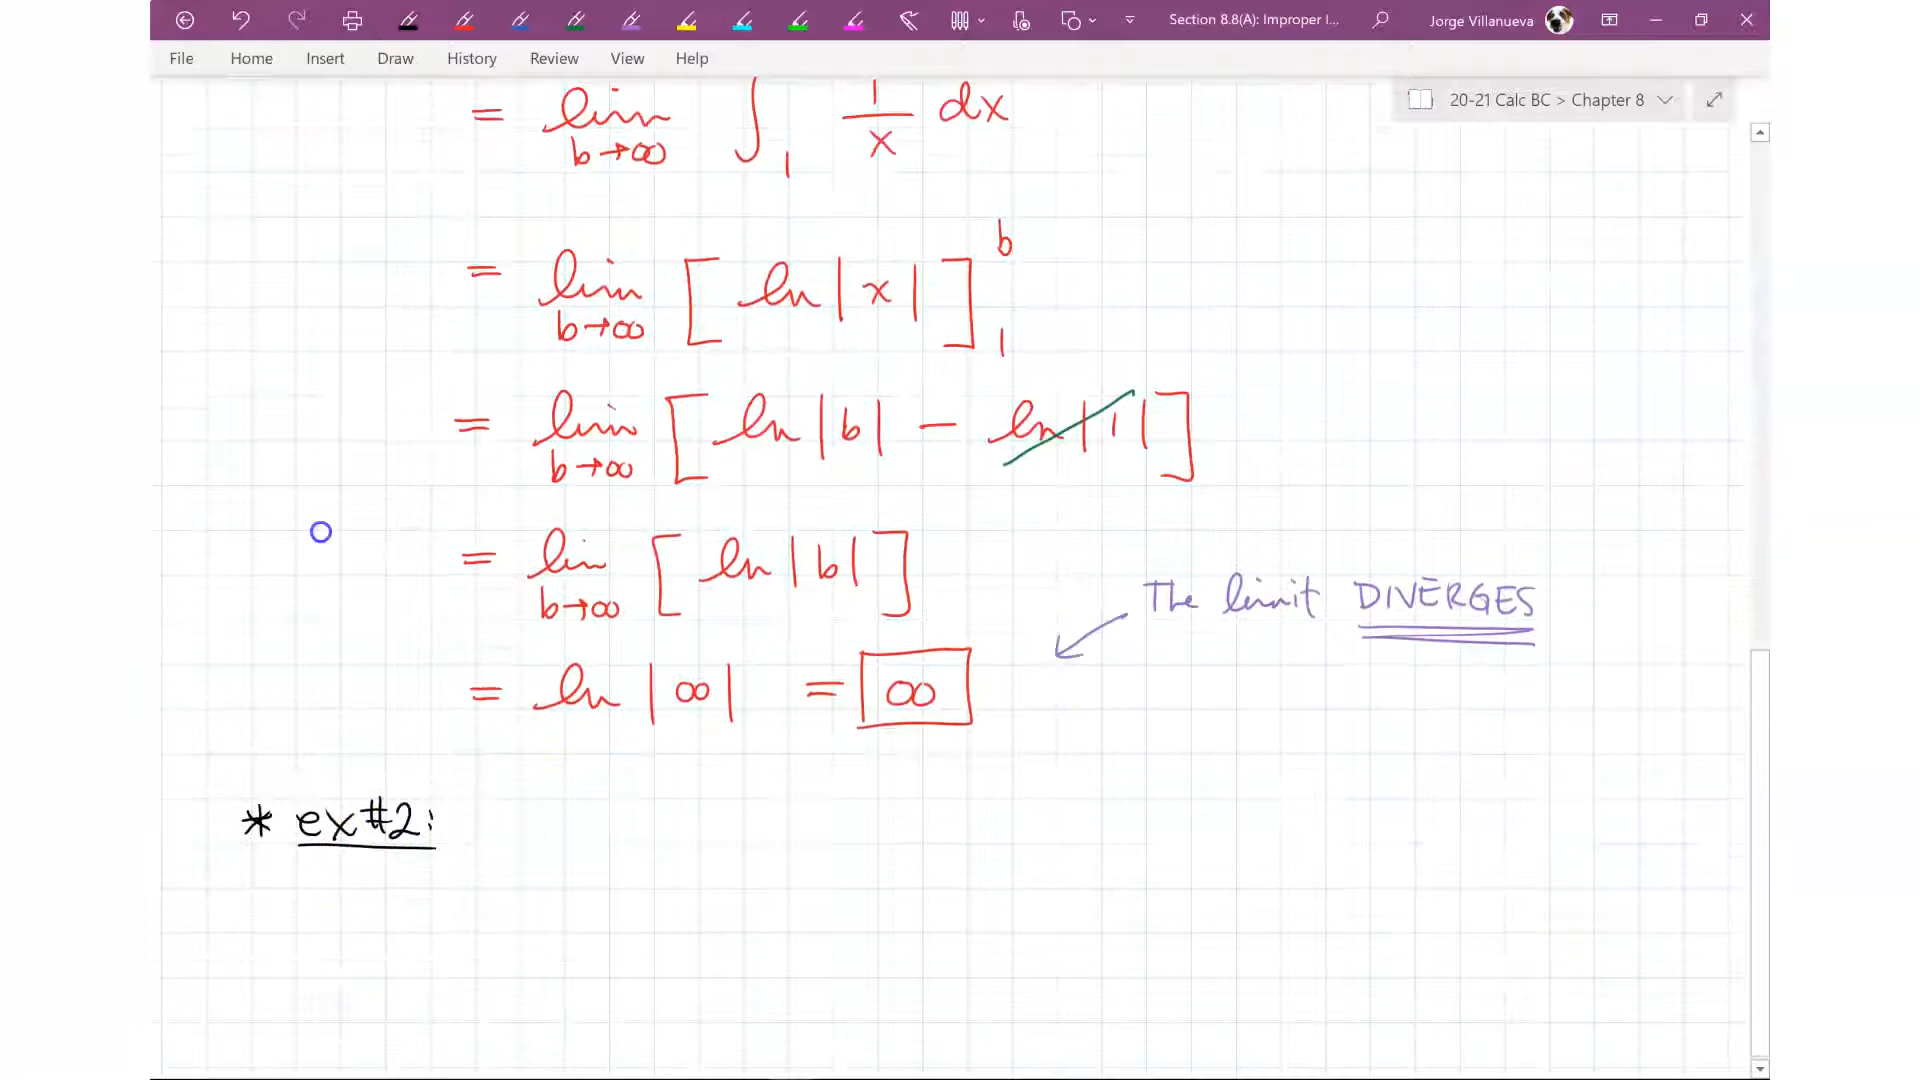 Section 8.8(A): Improper I... Jorge Villanueva
File Home Insert Draw History Review View Help
20-21 Calc BC > Chapter 8
= lim b→∞ ∫ 1 1/x dx
= lim b→∞ [ ln |x| ] b 1
= lim b→∞ [ ln |b| - ln |1| ]
= lim b→∞ [ ln |b| ]
The limit DIVERGES
= ln |∞| = ∞
* ex#2: